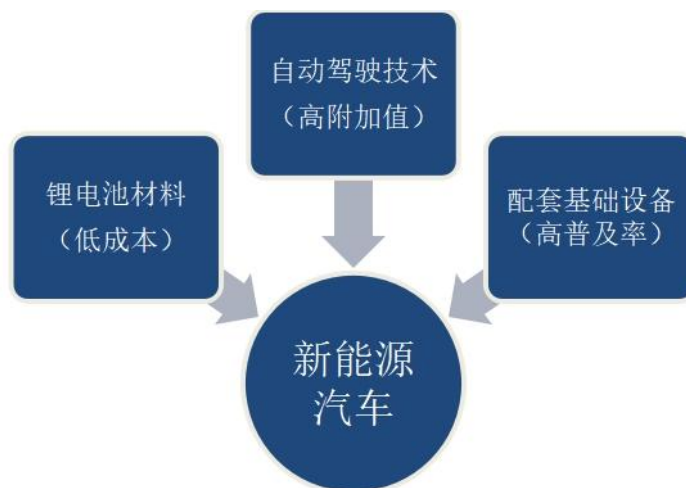 自动驾驶技术
（高附加值）
锂电池材料
（低成本）
配套基础设备
（高普及率）
新能源
汽车